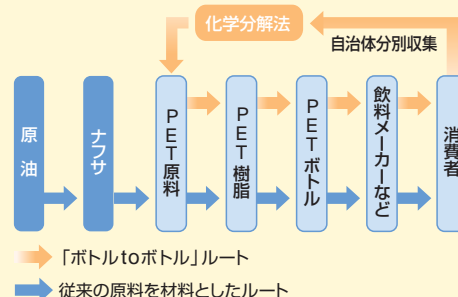 化学分解法
自治体分別収集
原油
ナフサ
PET原料
PET樹脂
PETボトル
飲料メーカーなど
消費者
「ボトルtoボトル」ルート
従来の原料を材料としたルート